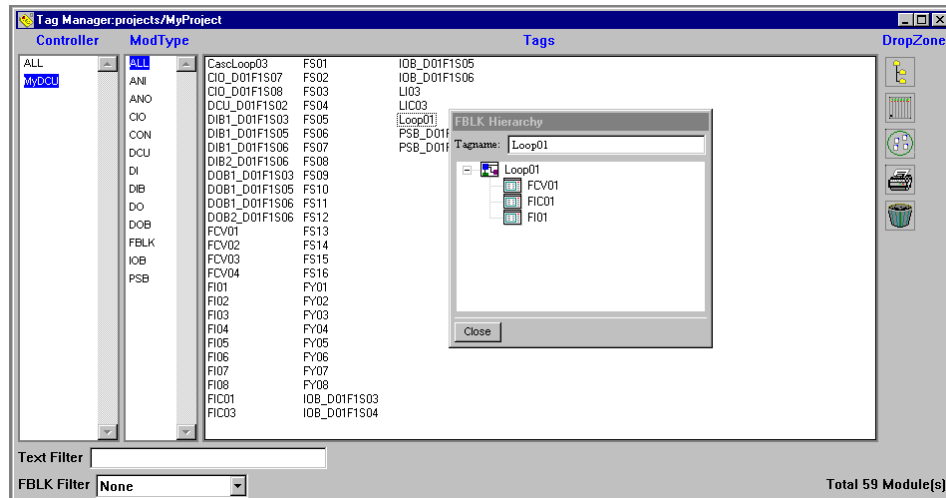 Tag Manager:projects/MyProject
Controller
ModType
Tags
DropZone
ALL
MyDCU
ALL
ANI
ANO
CIO
CON
DCU
DI
DIB
DO
DOB
FBLK
IOB
PSB
CascLoop03
CIO_D01F1S07
CIO_D01F1S08
DCU_D01F1S02
DIB1_D01F1S03
DIB1_D01F1S05
DIB1_D01F1S06
DIB2_D01F1S06
DOB1_D01F1S03
DOB1_D01F1S05
DOB1_D01F1S06
DOB2_D01F1S06
FCV01
FCV02
FCV03
FCV04
FI01
FI02
FI03
FI04
FI05
FI06
FI07
FI08
FIC01
FIC03
FS01
FS02
FS03
FS04
FS05
FS06
FS07
FS08
FS09
FS10
FS11
FS12
FS13
FS14
FS15
FS16
FY01
FY02
FY03
FY04
FY05
FY06
FY07
FY08
IOB_D01F1S03
IOB_D01F1S04
IOB_D01F1S05
IOB_D01F1S06
LI03
LIC03
Loop01
PSB_D01F
PSB_D01F
FBLK Hierarchy
Tagname: Loop01
Loop01
FCV01
FIC01
FI01
Close
Text Filter
FBLK Filter None
Total 59 Module(s)